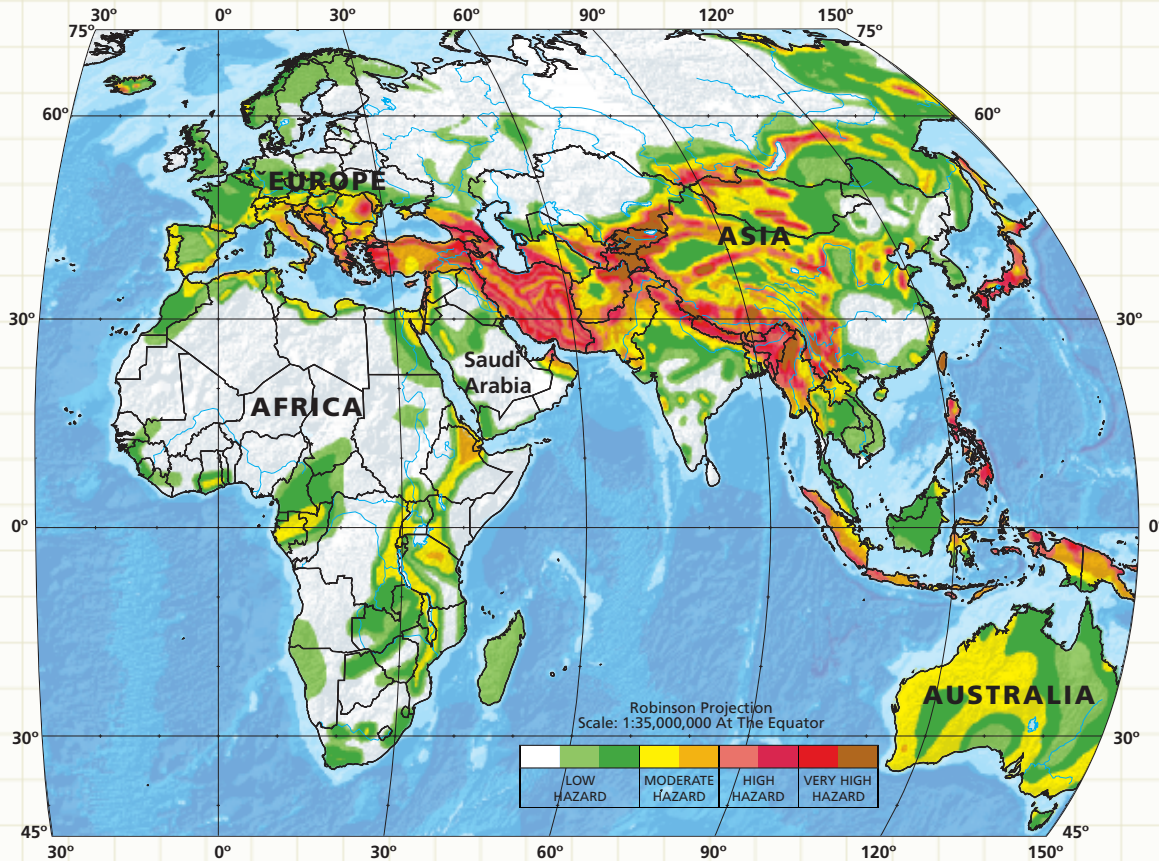 30° 0° 30° 60° 90° 120° 150°
75° 75°
60° 60°
EUROPE
ASIA
30° 30°
Saudi
Arabia
AFRICA
0° 0
AUSTRALIA
Robinson Projection
Scale: 1:35,000,000 At The Equator
30° 30°
LOW
HAZARD
MODERATE
HAZARD
HIGH
HAZARD
VERY HIGH
HAZARD
45° 45°
30° 0° 30° 60° 90° 120° 150°